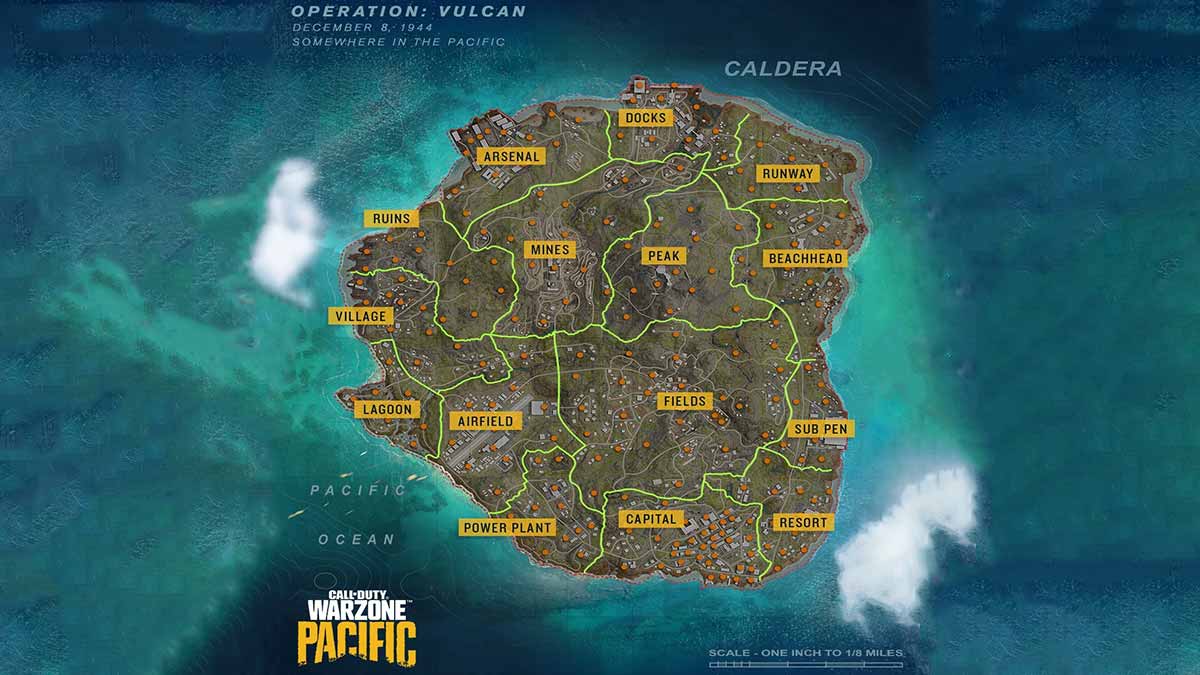 OPERATION: VULCAN
DECEMBER 8, 1944
SOMEWHERE IN THE PACIFIC
CALDERA
DOCKS
ARSENAL
RUNWAY
RUINS
MINES
PEAK
BEACHHEAD
VILLAGE
LAGOON
AIRFIELD
FIELDS
SUB PEN
PACIFIC
OCEAN
POWER PLANT
CAPITAL
RESORT
CALL OF DUTY
WARZONE™
PACIFIC
SCALE - ONE INCH TO 1/8 MILES